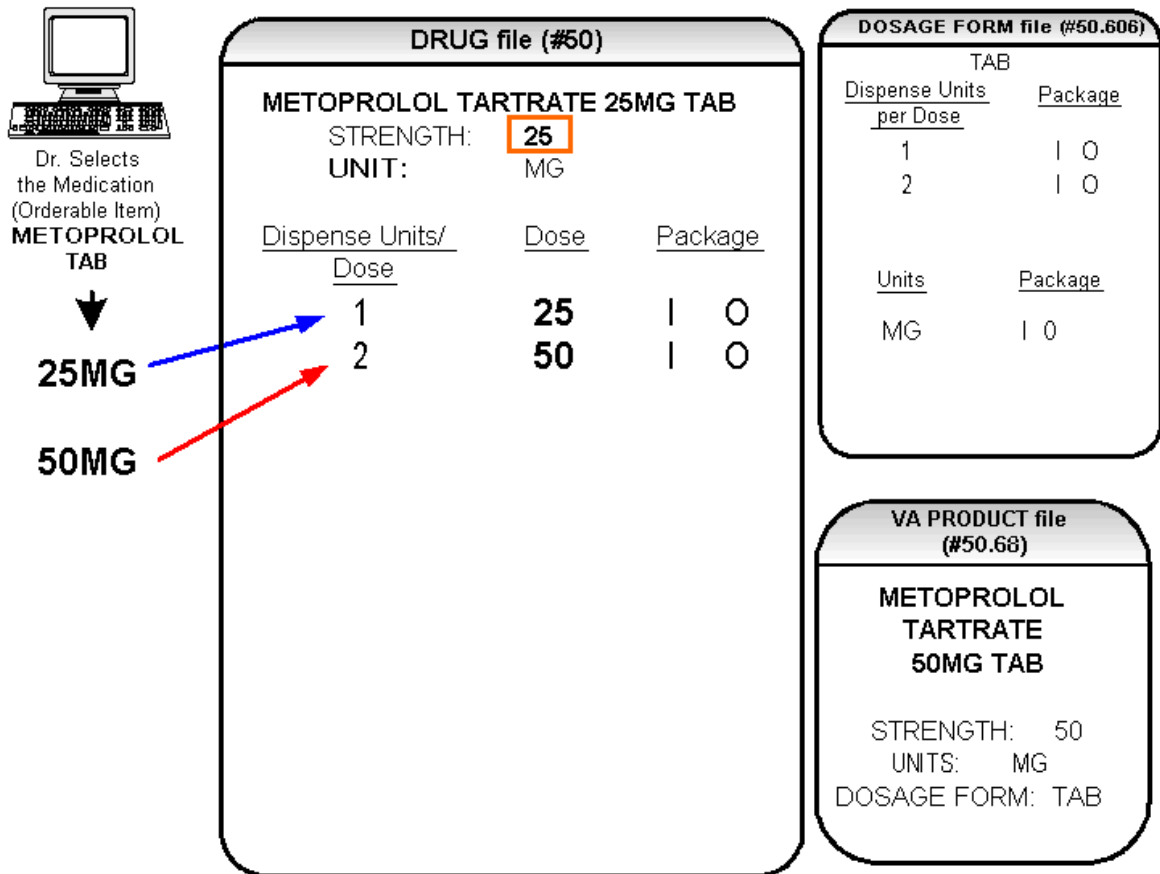 Dr. Selects
the Medication
(Orderable Item)
METOPROLOL
TAB
25MG
50MG
DRUG file (#50)
METOPROLOL TARTRATE 25MG TAB
STRENGTH: 25
UNIT: MG
Dispense Units/ Dose Package
Dose
1 25 I O
2 50 I O
DOSAGE FORM file (#50.606)
TAB
Dispense Units Package
per Dose
1 I O
2 I O
Units Package
MG I 0
VA PRODUCT file
(#50.68)
METOPROLOL
TARTRATE
50MG TAB
STRENGTH: 50
UNITS: MG
DOSAGE FORM: TAB